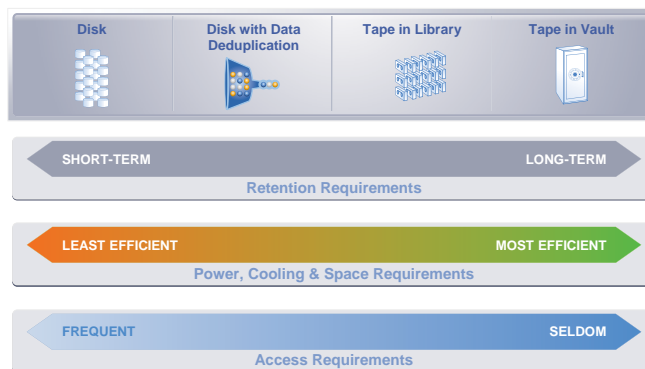 Disk
Disk with Data
Deduplication
Tape in Library
Tape in Vault
SHORT-TERM
LONG-TERM
Retention Requirements
LEAST EFFICIENT
MOST EFFICIENT
Power, Cooling & Space Requirements
FREQUENT
SELDOM
Access Requirements